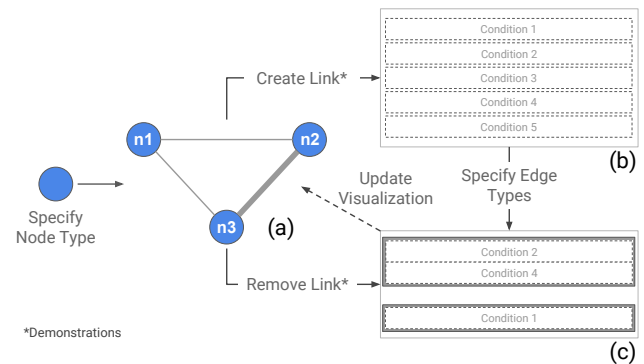 Condition 1
Condition 2
Condition 3
Condition 4
Condition 5
(b)
Create Link*
n1
n2
n3
(a)
Specify
Node Type
Update
Visualization
Specify Edge
Types
Remove Link*
Condition 2
Condition 4
Condition 1
(c)
*Demonstrations